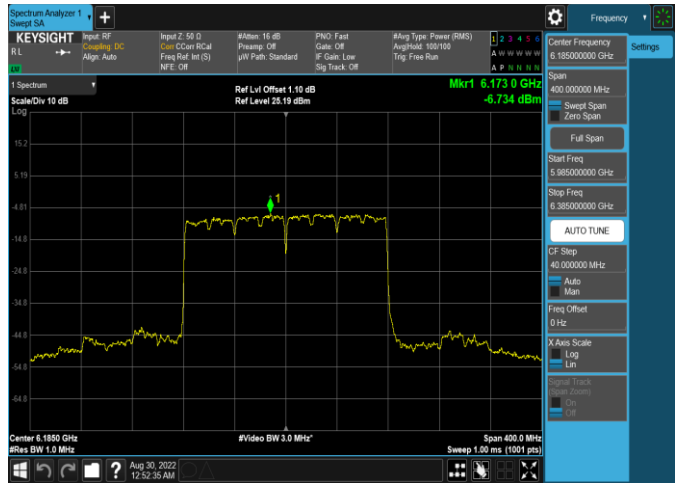 Spectrum Analyzer 1
Swept SA
Frequency
KEYSIGHT
RL
Input: RF
Coupling: DC
Align: Auto
Input Z: 50 Ω
Corr CCorr RCal
Freq Ref: Int (S)
NFE: Off
#Atten: 16 dB
Preamp: Off
µW Path: Standard
PNO: Fast
Gate: Off
IF Gain: Low
Sig Track: Off
#Avg Type: Power (RMS)
Avg|Hold: 100/100
Trig: Free Run
1 2 3 4 5 6
A W W W W W
A P N N N N
1 Spectrum
Scale/Div 10 dB
Log
Ref Lvl Offset 1.10 dB
Ref Level 25.19 dBm
Mkr1 6.173 0 GHz
-6.734 dBm
15.2
5.19
-4.81
-14.8
-24.8
-34.8
-44.8
-54.8
-64.8
1
Center 6.1850 GHz
#Res BW 1.0 MHz
#Video BW 3.0 MHz*
Span 400.0 MHz
Sweep 1.00 ms (1001 pts)
Aug 30, 2022
12:52:35 AM
Center Frequency
6.185000000 GHz
Settings
Span
400.000000 MHz
Swept Span
Zero Span
Full Span
Start Freq
5.985000000 GHz
Stop Freq
6.385000000 GHz
AUTO TUNE
CF Step
40.000000 MHz
Auto
Man
Freq Offset
0 Hz
X Axis Scale
Log
Lin
Signal Track
(Span Zoom)
On
Off